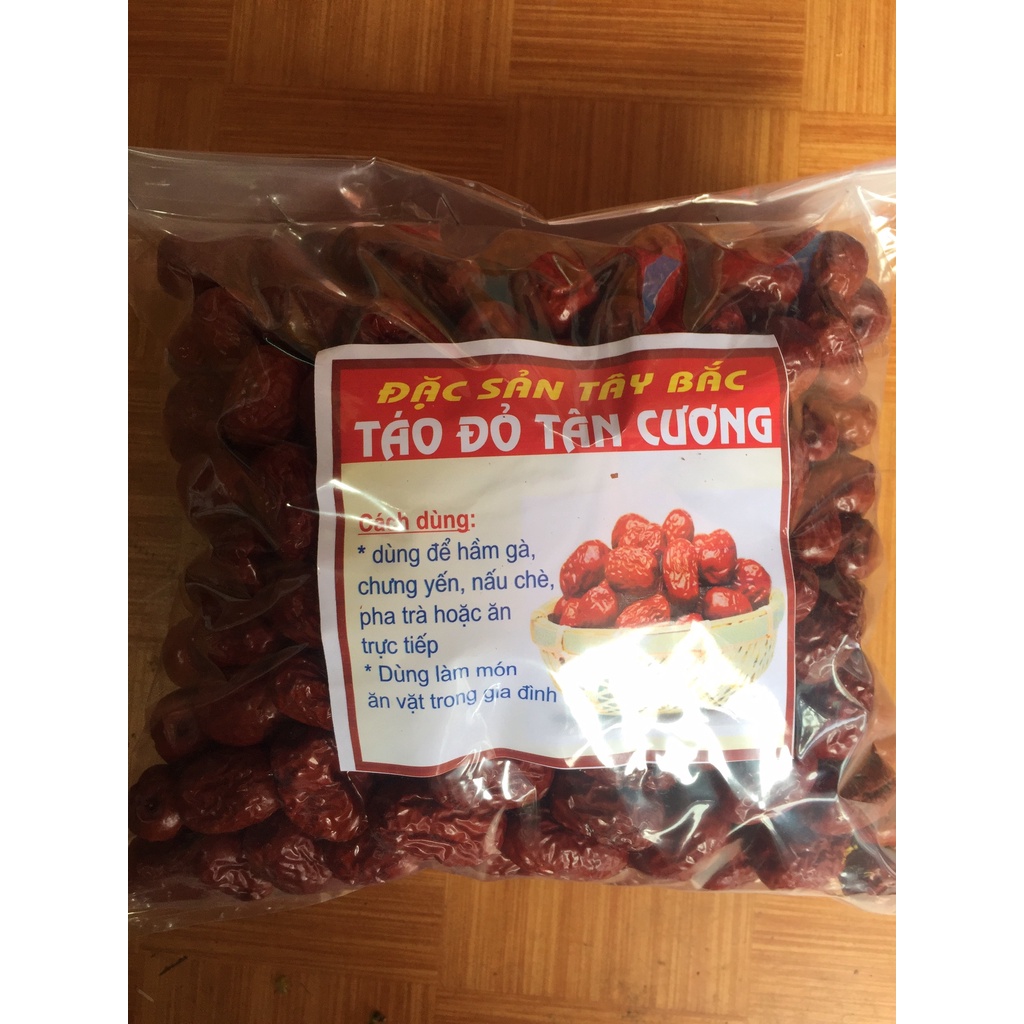 ĐẶC SẢN TÂY BẮC
TÁO ĐỎ TÂN CƯƠNG
Cách dùng:
* dùng để hầm gà,
chưng yến, nấu chè,
pha trà hoặc ăn
trực tiếp
* Dùng làm món
ăn vặt trong gia đình